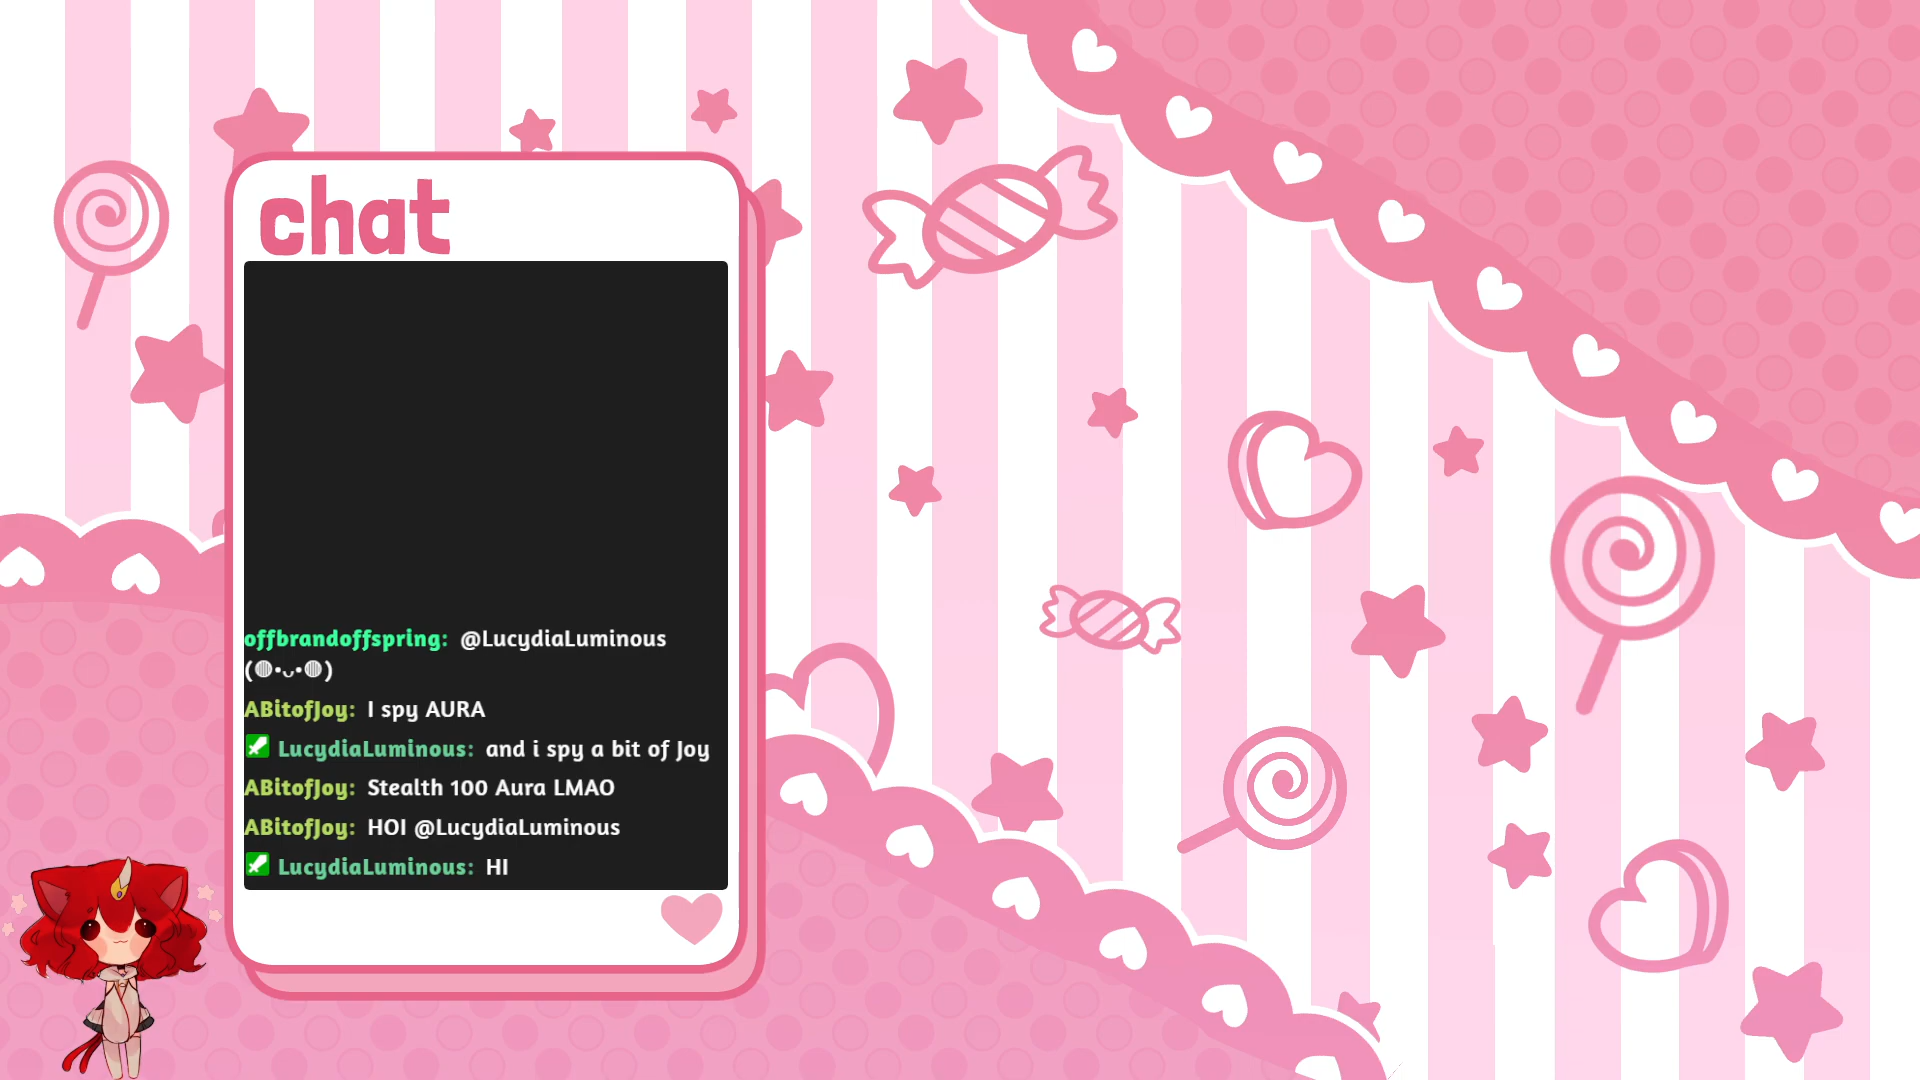 chat
offbrandoffspring: @LucydiaLuminous
(◍•ᴗ•◍)
ABitofJoy: I spy AURA
LucydiaLuminous: and i spy a bit of Joy
ABitofJoy: Stealth 100 Aura LMAO
ABitofJoy: HOI @LucydiaLuminous
LucydiaLuminous: HI